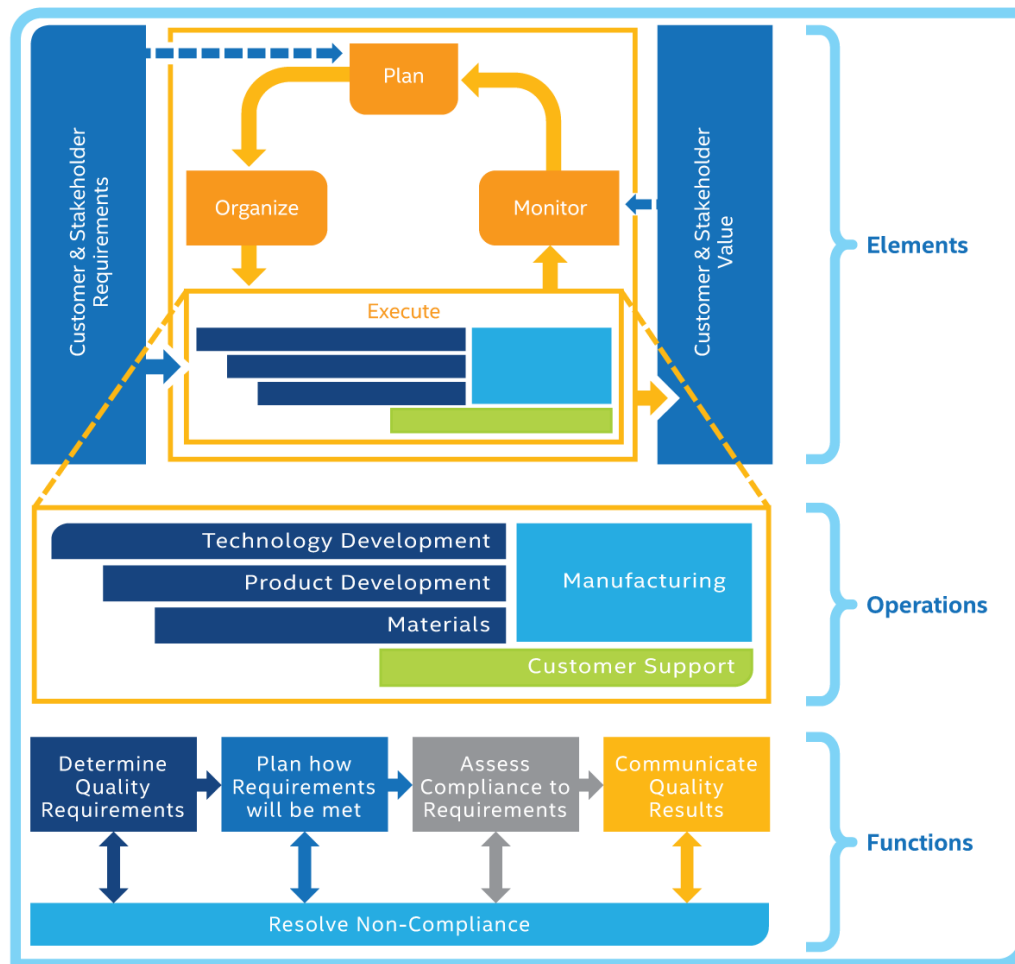 Customer & Stakeholder
Requirements
Plan
Organize
Monitor
Execute
Customer & Stakeholder
Value
Elements
Technology Development
Product Development
Materials
Manufacturing
Customer Support
Operations
Determine
Quality
Requirements
Plan how
Requirements
will be met
Assess
Compliance to
Requirements
Communicate
Quality
Results
Resolve Non-Compliance
Functions